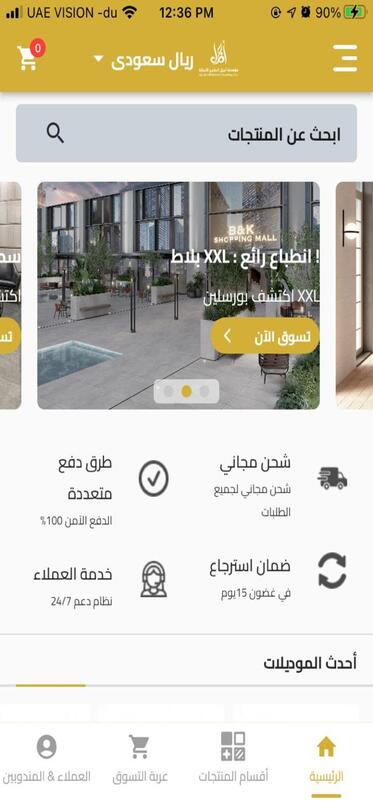 UAE VISION -du 12:36 PM 90%
0
ريال سعودى
ابحث عن المنتجات
B&K
SHOPPING MALL
! انطباع رائع : XXL بلاط
XXL اكتشف بورسلين
تسوق الآن
شحن مجاني
شحن مجاني لجميع
الطلبات
طرق دفع
متعددة
الدفع الآمن 100%
ضمان استرجاع
في غضون 15يوم
خدمة العملاء
نظام دعم 24/7
أحدث الموديلات
الرئيسية
أقسام المنتجات
عربة التسوق
العملاء & المندوبين